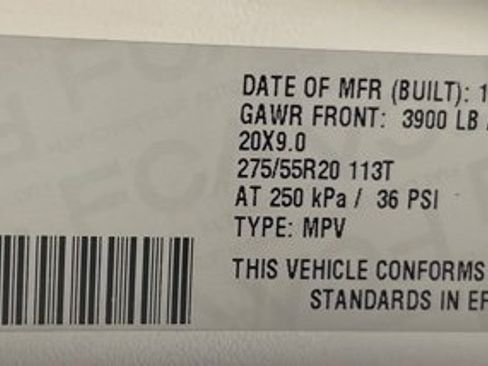 DATE OF MFR (BUILT): 1
GAWR FRONT: 3900 LB
20X9.0
275/55R20 113T
AT 250 kPa / 36 PSI
TYPE: MPV
THIS VEHICLE CONFORMS
STANDARDS IN EF